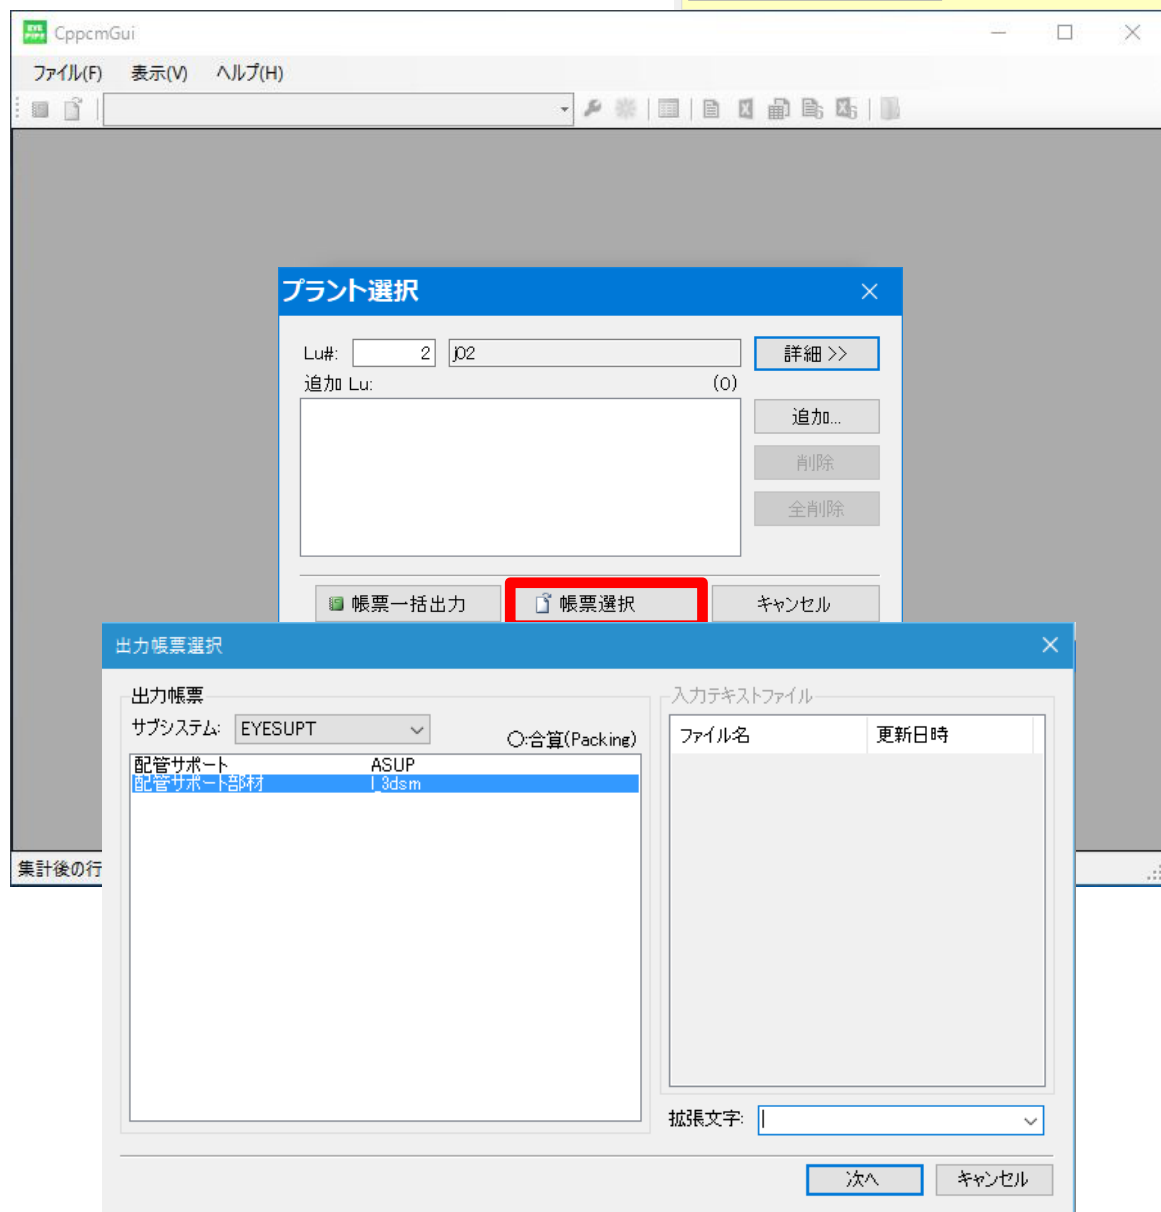 CppcmGui
ファイル(F) 表示(V) ヘルプ(H)
プラント選択
Lu#: 2 j02 詳細 >>
追加 Lu: (0)
追加...
削除
全削除
帳票一括出力 帳票選択 キャンセル
出力帳票選択
出力帳票 入力テキストファイル
サブシステム: EYESUPT 〇:合算(Packing) ファイル名 更新日時
配管サポート ASUP
配管サポート部材 l_3dsm
集計後の行
拡張文字:
次へ キャンセル